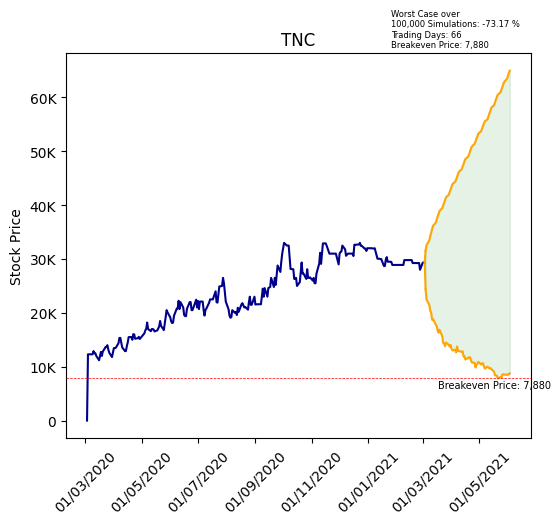 Worst Case over
100,000 Simulations: -73.17 %
Trading Days: 66
Breakeven Price: 7,880
TNC
Stock Price
60K
50K
40K
30K
20K
10K
0
Breakeven Price: 7,880
01/03/2020
01/05/2020
01/07/2020
01/09/2020
01/11/2020
01/01/2021
01/03/2021
01/05/2021